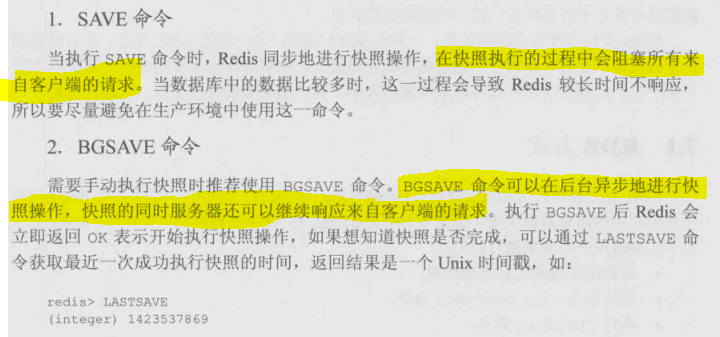 1. SAVE 命令
当执行 SAVE 命令时，Redis 同步地进行快照操作，在快照执行的过程中会阻塞所有来
自客户端的请求。当数据库中的数据比较多时，这一过程会导致 Redis 较长时间不响应，
所以要尽量避免在生产环境中使用这一命令。
2. BGSAVE 命令
需要手动执行快照时推荐使用 BGSAVE 命令。BGSAVE 命令可以在后台异步地进行快
照操作，快照的同时服务器还可以继续响应来自客户端的请求。执行 BGSAVE 后 Redis 会
立即返回 OK 表示开始执行快照操作，如果想知道快照是否完成，可以通过 LASTSAVE 命
令获取最近一次成功执行快照的时间，返回结果是一个 Unix 时间戳，如：
redis> LASTSAVE
(integer) 1423537869